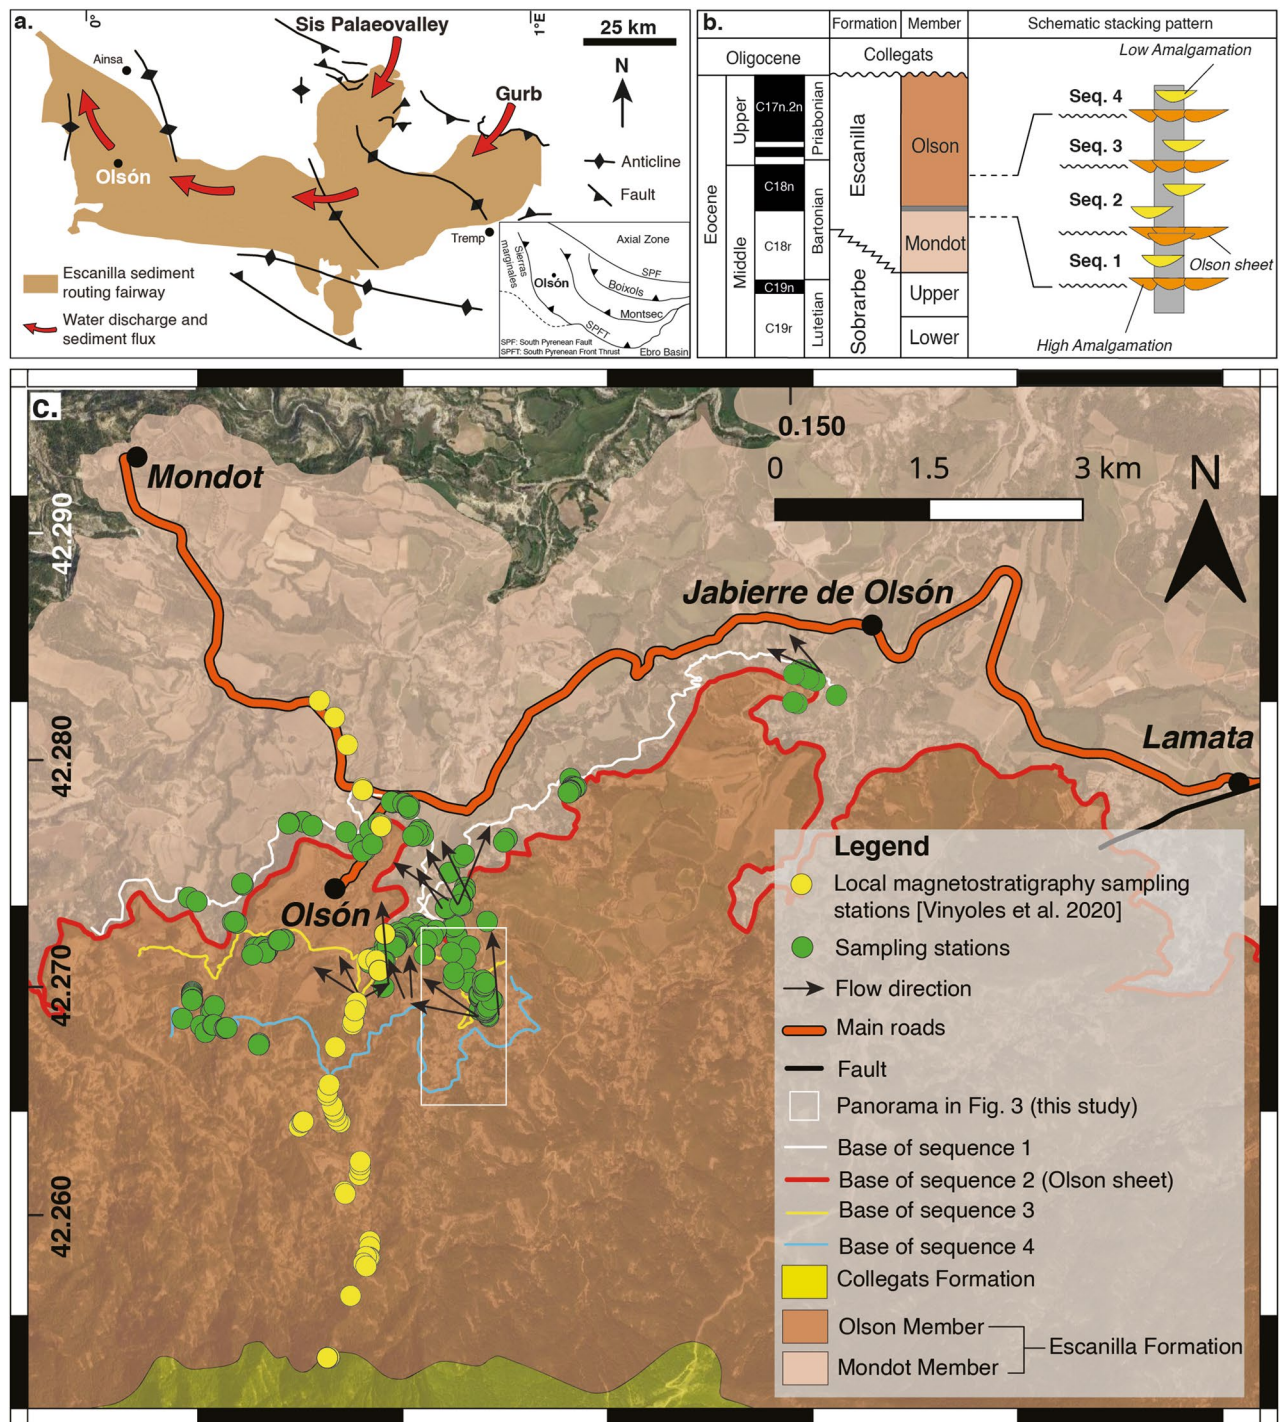 a.
0°
Sis Palaeovalley
1°E
25 km
N
Ainsa
Gurb
Olsón
Anticline
Fault
Tremp
Escanilla sediment
routing fairway
Water discharge and
sediment flux
Axial Zone
Sierras
marginales
Olsón
SPF
Boixols
Montsec
SPFT
SPF: South Pyrenean Fault
SPFT: South Pyrenean Front Thrust
Ebro Basin
b.
Formation
Member
Schematic stacking pattern
Oligocene
Collegats
Low Amalgamation
Eocene
Upper
Middle
C17n.2n
C18n
C18r
C19n
C19r
Priabonian
Bartonian
Lutetian
Escanilla
Sobrarbe
Olson
Mondot
Upper
Lower
Seq. 4
Seq. 3
Seq. 2
Seq. 1
Olson sheet
High Amalgamation
c.
0.150
0 1.5 3 km
N
Mondot
42.290
Jabierre de Olsón
42.280
Lamata
Olsón
42.270
42.260
Legend
Local magnetostratigraphy sampling
stations [Vinyoles et al. 2020]
Sampling stations
Flow direction
Main roads
Fault
Panorama in Fig. 3 (this study)
Base of sequence 1
Base of sequence 2 (Olson sheet)
Base of sequence 3
Base of sequence 4
Collegats Formation
Olson Member
Escanilla Formation
Mondot Member